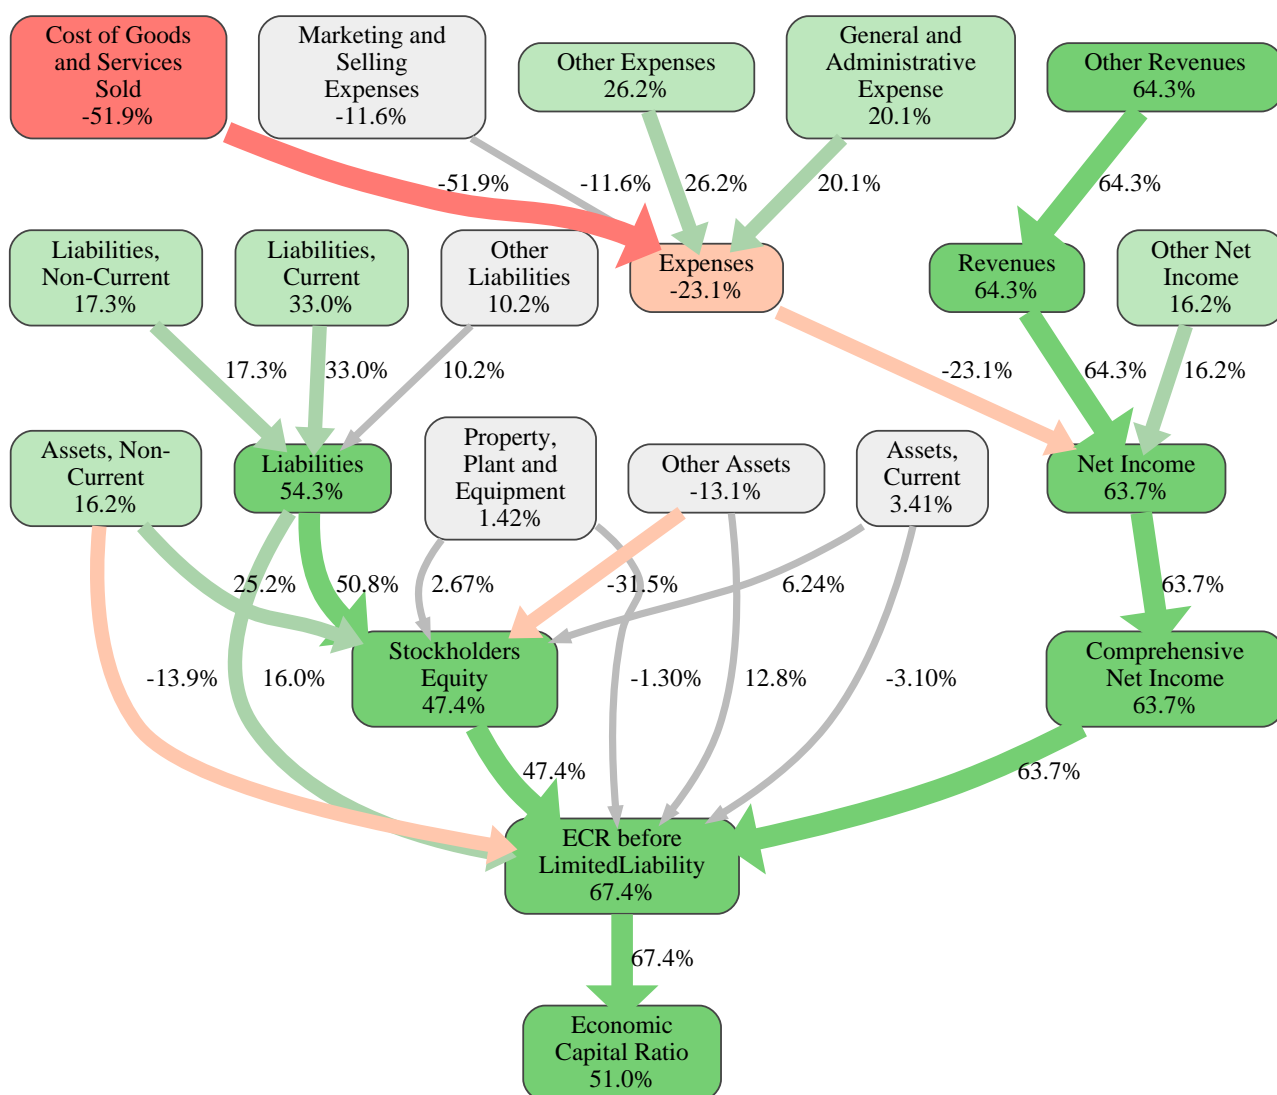 Cost of Goods
and Services
Sold
-51.9%
Marketing and
Selling
Expenses
-11.6%
Other Expenses
26.2%
General and
Administrative
Expense
20.1%
Other Revenues
64.3%
-51.9%
-11.6%
26.2%
20.1%
64.3%
Liabilities,
Non-Current
17.3%
Liabilities,
Current
33.0%
Other
Liabilities
10.2%
Expenses
-23.1%
Revenues
64.3%
Other Net
Income
16.2%
17.3%
33.0%
10.2%
-23.1%
64.3%
16.2%
Assets, Non-
Current
16.2%
Liabilities
54.3%
Property,
Plant and
Equipment
1.42%
Other Assets
-13.1%
Assets,
Current
3.41%
Net Income
63.7%
25.2%
50.8%
2.67%
-31.5%
6.24%
63.7%
Stockholders
Equity
47.4%
Comprehensive
Net Income
63.7%
-13.9%
16.0%
-1.30%
12.8%
-3.10%
47.4%
63.7%
ECR before
LimitedLiability
67.4%
67.4%
Economic
Capital Ratio
51.0%